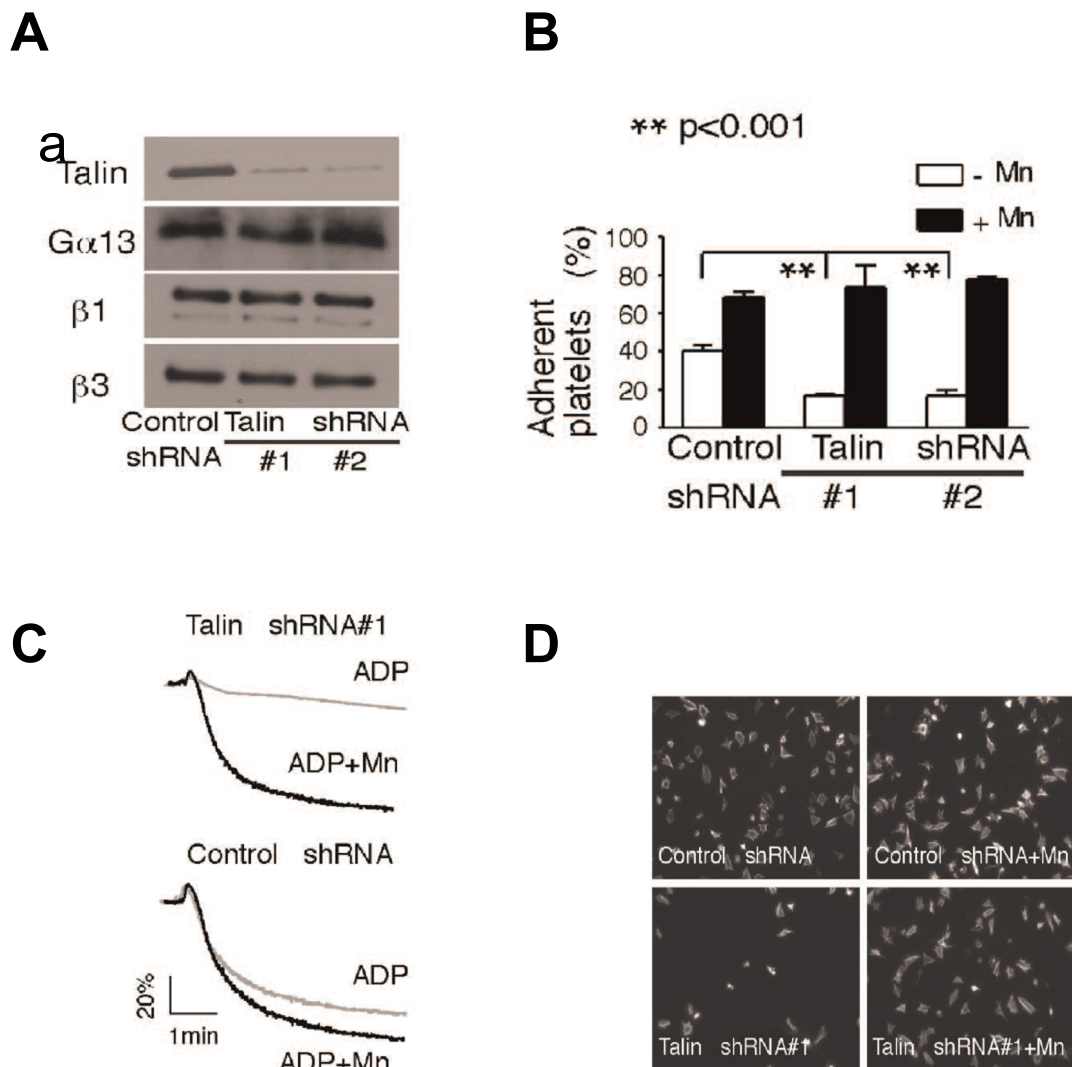 A
a
Talin
Gα13
β1
β3
Control Talin shRNA
shRNA #1 #2
B
** p<0.001
- Mn
+ Mn
Adherent
platelets (%)
100
80
60
40
20
0
** **
Control Talin shRNA
shRNA #1 #2
C
Talin shRNA#1
ADP
ADP+Mn
Control shRNA
ADP
20%
1min
ADP+Mn
D
Control shRNA
Control shRNA+Mn
Talin shRNA#1
Talin shRNA#1+Mn